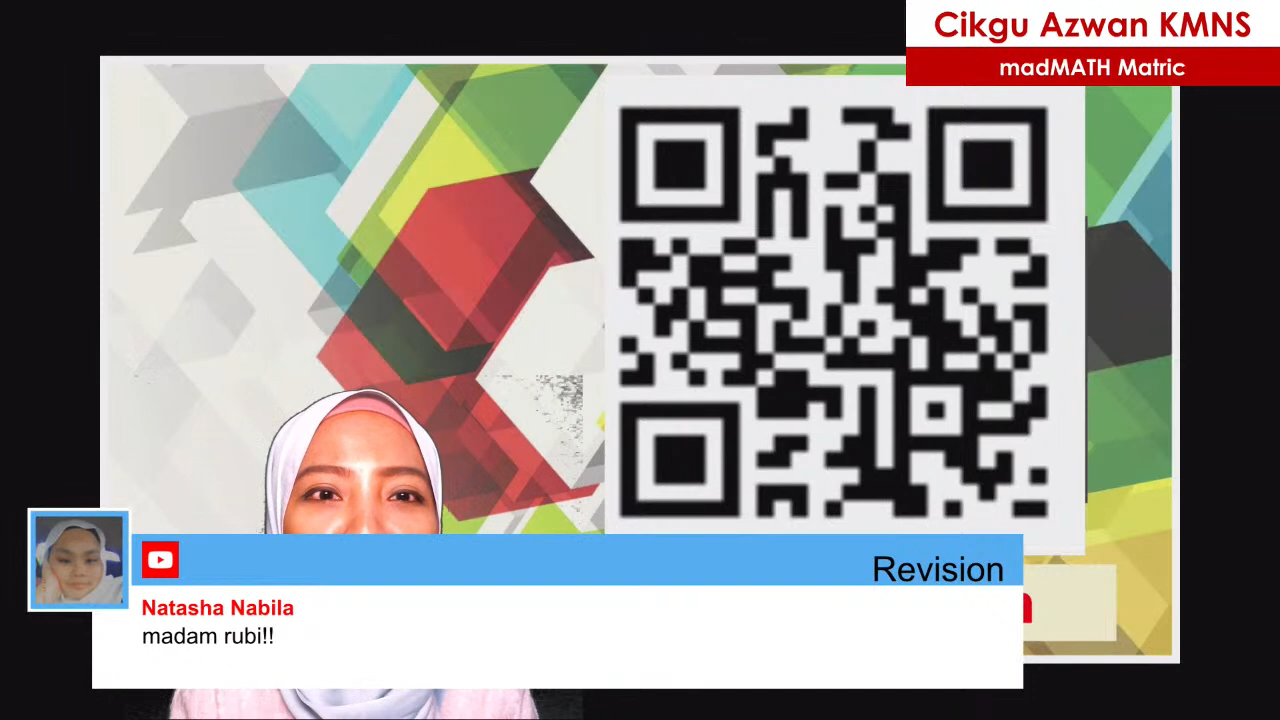 Cikgu Azwan KMNS
madMATH Matric
Revision
Natasha Nabila
madam rubi!!